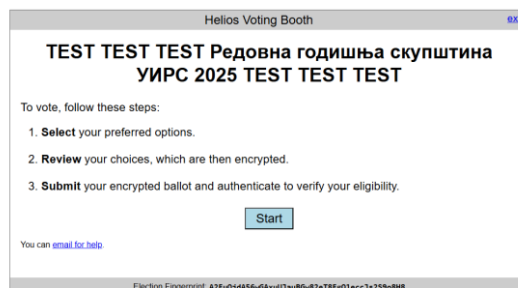 Helios Voting Booth
TEST TEST TEST Редовна годишња скупштина
УИРС 2025 TEST TEST TEST
To vote, follow these steps:
1. Select your preferred options.
2. Review your choices, which are then encrypted.
3. Submit your encrypted ballot and authenticate to verify your eligibility.
Start
You can email for help.
Election Fingerprint: